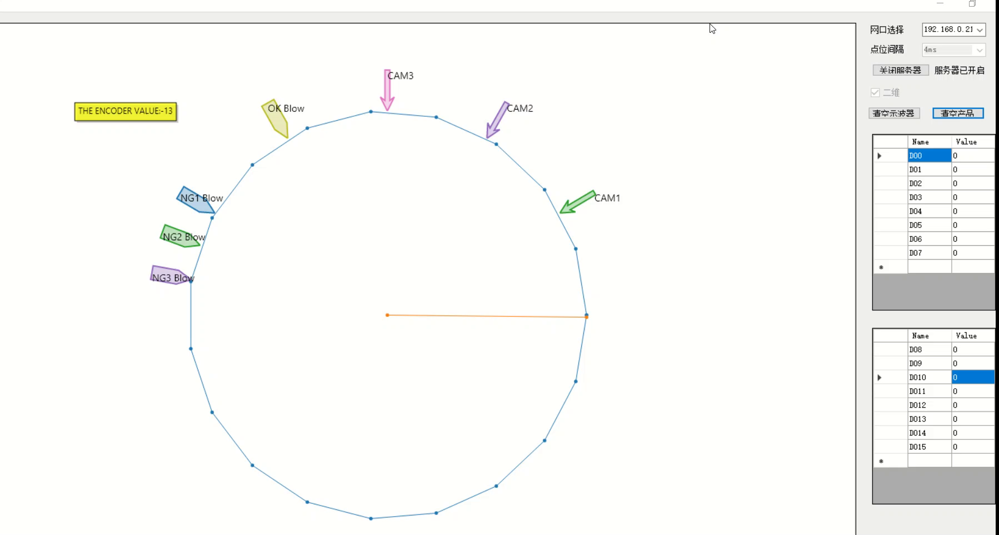 网口选择 192.168.0.21
点位间隔 4ms
关闭服务器 服务器已开启
二维
清空示波器 清空产品
CAM3
OK Blow
CAM2
THE ENCODER VALUE:-13
NG1 Blow
CAM1
NG2 Blow
NG3 Blow
Name Value
DO0 0
DO1 0
DO2 0
DO3 0
DO4 0
DO5 0
DO6 0
DO7 0
Name Value
DO8 0
DO9 0
DO10 0
DO11 0
DO12 0
DO13 0
DO14 0
DO15 0